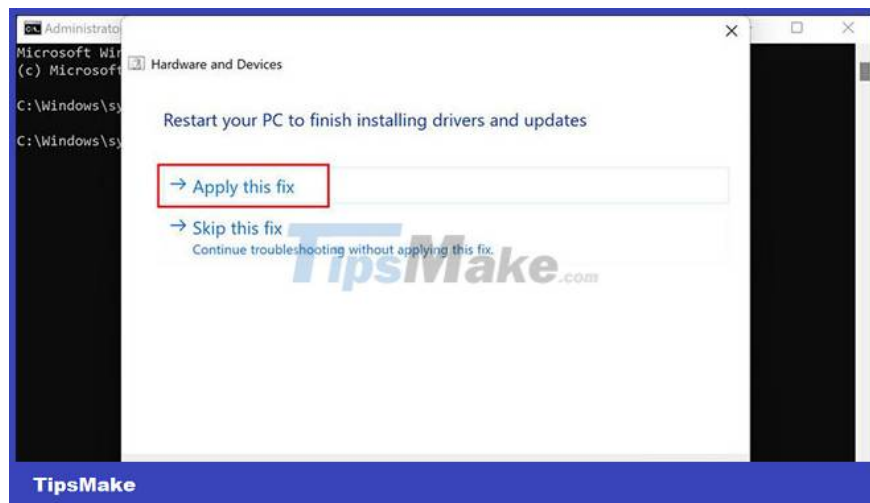 Administrato
Microsoft Wir
(c) Microsoft
Hardware and Devices
C:\Windows\sy
Restart your PC to finish installing drivers and updates
C:\Windows\sy
→ Apply this fix
→ Skip this fix
Continue troubleshooting without applying this fix.
TipsMake.com
TipsMake